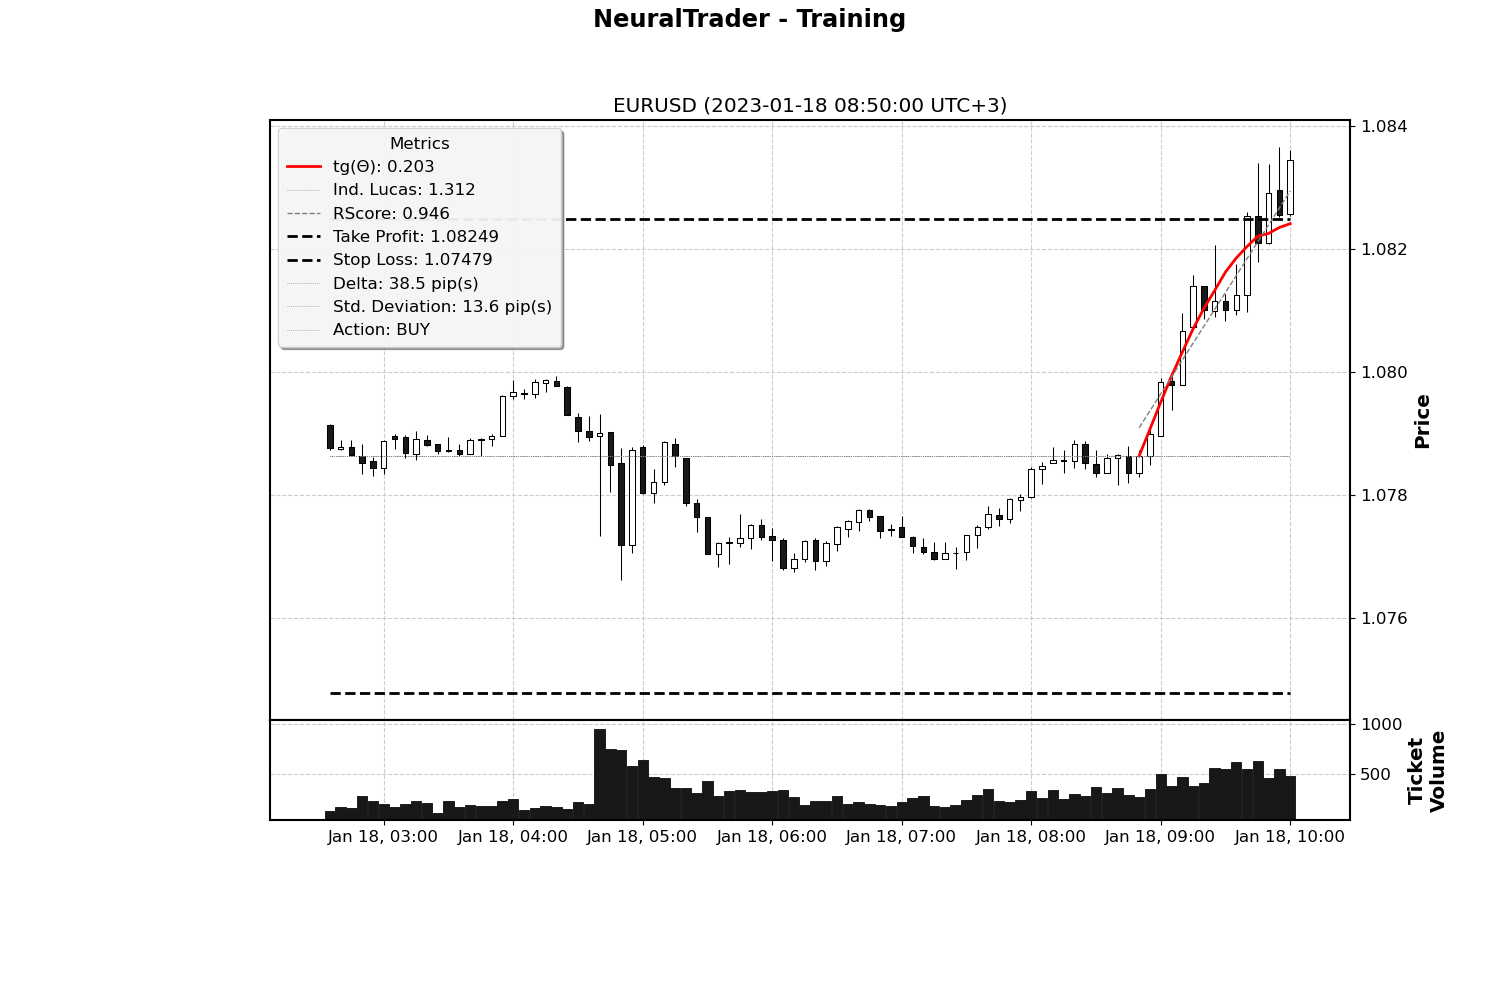 NeuralTrader - Training
EURUSD (2023-01-18 08:50:00 UTC+3)
Metrics
tg(Θ): 0.203
Ind. Lucas: 1.312
RScore: 0.946
Take Profit: 1.08249
Stop Loss: 1.07479
Delta: 38.5 pip(s)
Std. Deviation: 13.6 pip(s)
Action: BUY
1.084
1.082
1.080
1.078
1.076
Price
1000
500
Ticket
Volume
Jan 18, 03:00
Jan 18, 04:00
Jan 18, 05:00
Jan 18, 06:00
Jan 18, 07:00
Jan 18, 08:00
Jan 18, 09:00
Jan 18, 10:00